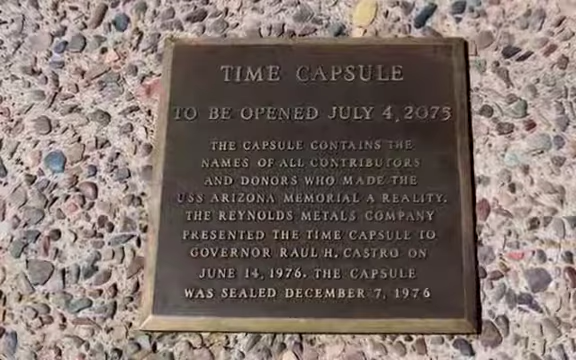 TIME CAPSULE
TO BE OPENED JULY 4, 2075
THE CAPSULE CONTAINS THE
NAMES OF ALL CONTRIBUTORS
AND DONORS WHO MADE THE
USS ARIZONA MEMORIAL A REALITY.
THE REYNOLDS METALS COMPANY
PRESENTED THE TIME CAPSULE TO
GOVERNOR RAUL H. CASTRO ON
JUNE 14, 1976. THE CAPSULE
WAS SEALED DECEMBER 7, 1976